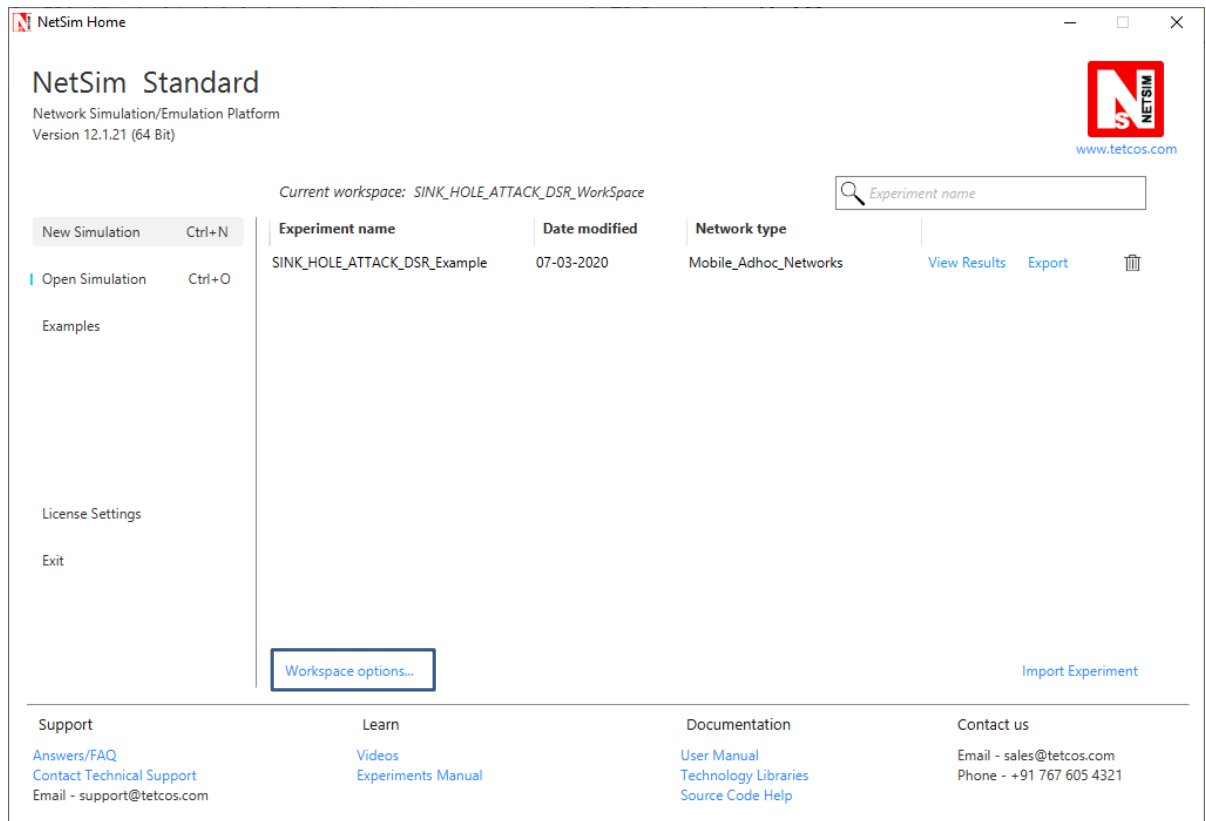 NetSim Home
NetSim Standard
Network Simulation/Emulation Platform
Version 12.1.21 (64 Bit)
NETSIM
NS
www.tetcos.com
Current workspace: SINK_HOLE_ATTACK_DSR_WorkSpace
Experiment name
New Simulation Ctrl+N
Open Simulation Ctrl+O
Examples
License Settings
Exit
Experiment name Date modified Network type
SINK_HOLE_ATTACK_DSR_Example 07-03-2020 Mobile_Adhoc_Networks View Results Export
Workspace options...
Import Experiment
Support
Answers/FAQ
Contact Technical Support
Email - support@tetcos.com
Learn
Videos
Experiments Manual
Documentation
User Manual
Technology Libraries
Source Code Help
Contact us
Email - sales@tetcos.com
Phone - +91 767 605 4321